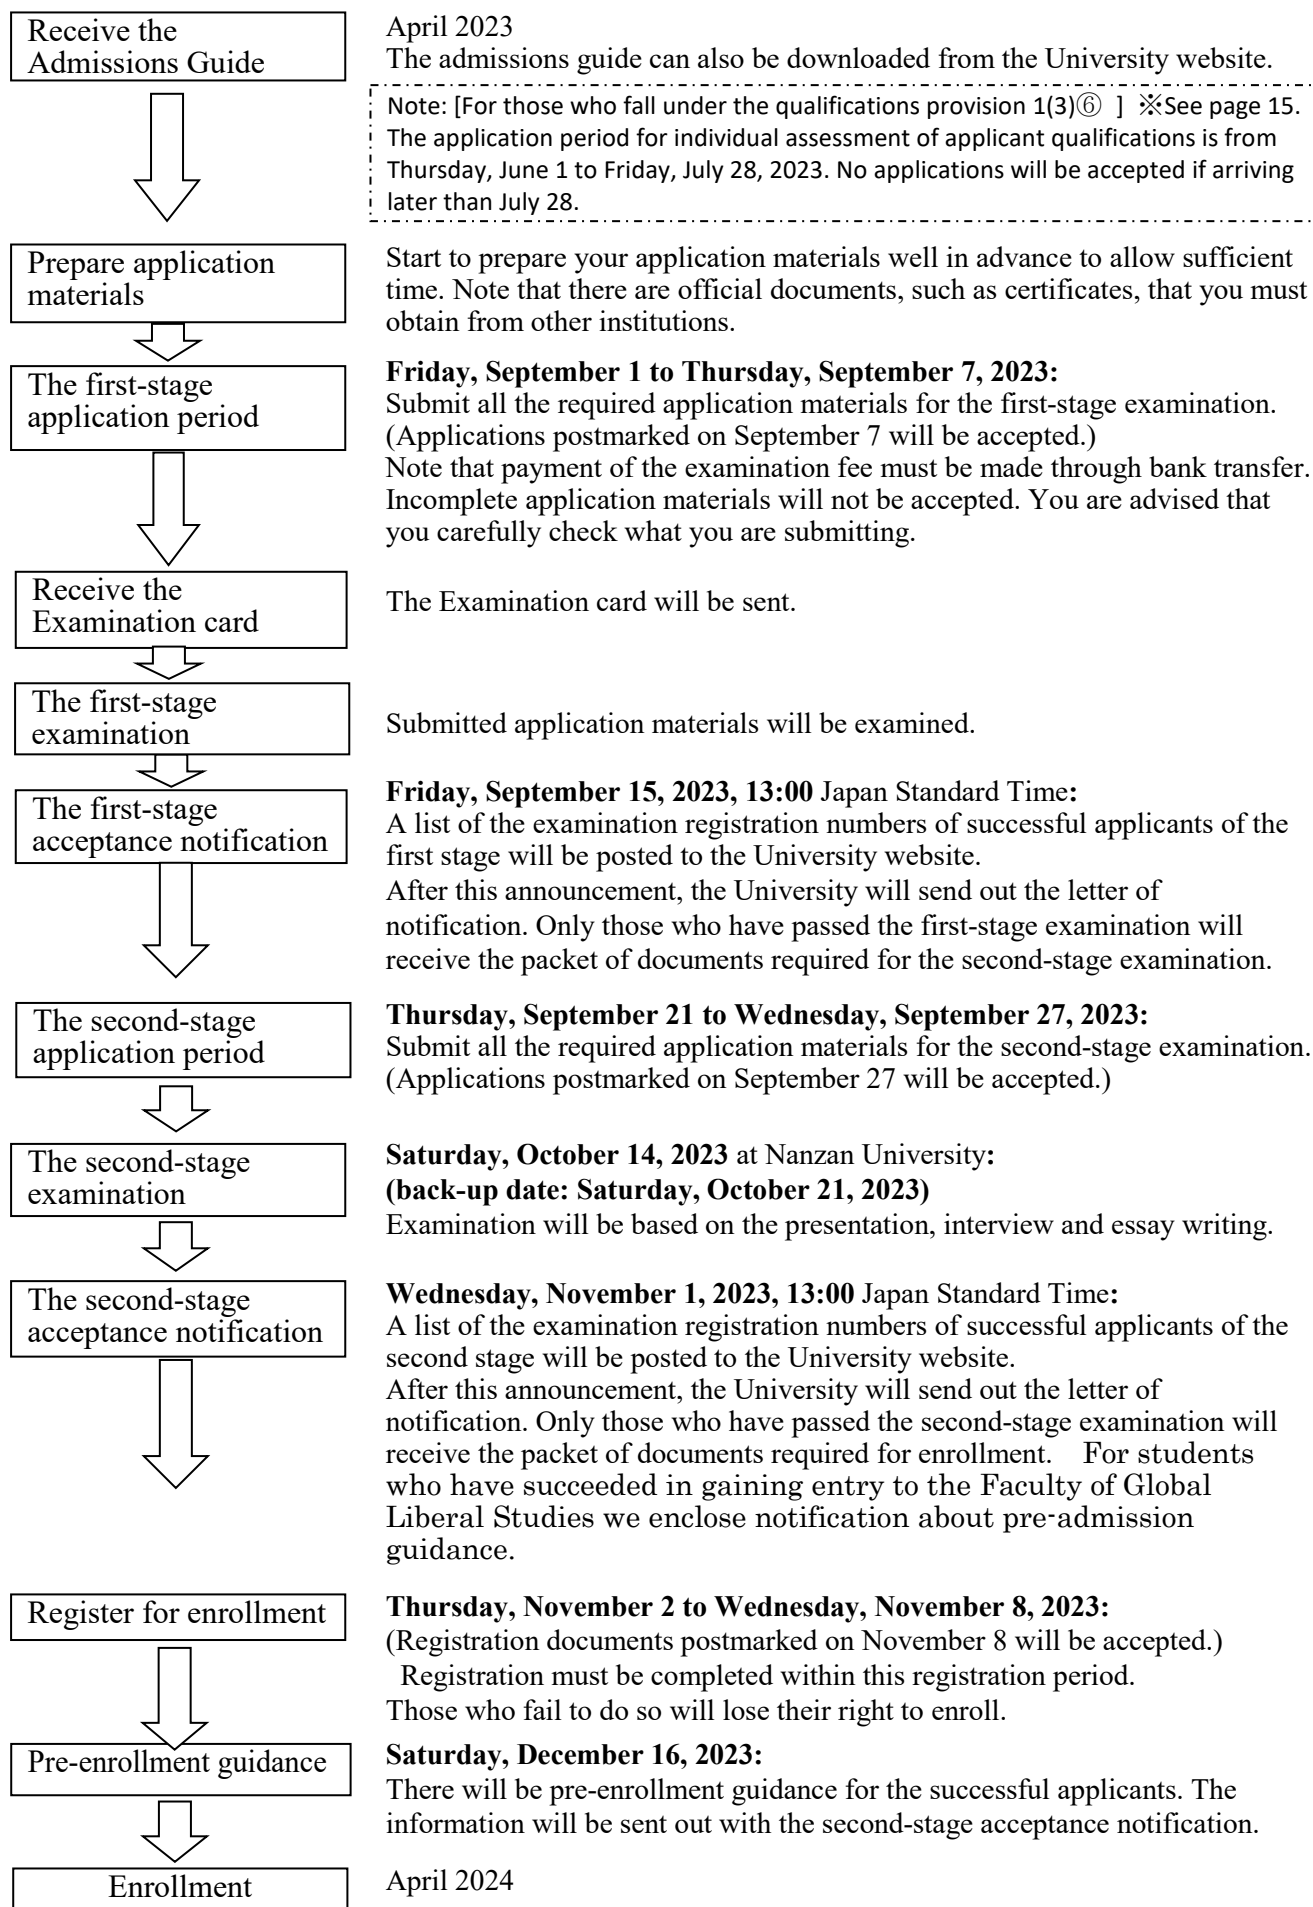 Receive the
Admissions Guide
April 2023
The admissions guide can also be downloaded from the University website.
Note: [For those who fall under the qualifications provision 1(3)⑥ ] ※See page 15.
The application period for individual assessment of applicant qualifications is from
Thursday, June 1 to Friday, July 28, 2023. No applications will be accepted if arriving
later than July 28.
Prepare application
materials
Start to prepare your application materials well in advance to allow sufficient
time. Note that there are official documents, such as certificates, that you must
obtain from other institutions.
The first-stage
application period
Friday, September 1 to Thursday, September 7, 2023:
Submit all the required application materials for the first-stage examination.
(Applications postmarked on September 7 will be accepted.)
Note that payment of the examination fee must be made through bank transfer.
Incomplete application materials will not be accepted. You are advised that
you carefully check what you are submitting.
Receive the
Examination card
The Examination card will be sent.
The first-stage
examination
Submitted application materials will be examined.
The first-stage
acceptance notification
Friday, September 15, 2023, 13:00 Japan Standard Time:
A list of the examination registration numbers of successful applicants of the
first stage will be posted to the University website.
After this announcement, the University will send out the letter of
notification. Only those who have passed the first-stage examination will
receive the packet of documents required for the second-stage examination.
The second-stage
application period
Thursday, September 21 to Wednesday, September 27, 2023:
Submit all the required application materials for the second-stage examination.
(Applications postmarked on September 27 will be accepted.)
The second-stage
examination
Saturday, October 14, 2023 at Nanzan University:
(back-up date: Saturday, October 21, 2023)
Examination will be based on the presentation, interview and essay writing.
The second-stage
acceptance notification
Wednesday, November 1, 2023, 13:00 Japan Standard Time:
A list of the examination registration numbers of successful applicants of the
second stage will be posted to the University website.
After this announcement, the University will send out the letter of
notification. Only those who have passed the second-stage examination will
receive the packet of documents required for enrollment. For students
who have succeeded in gaining entry to the Faculty of Global
Liberal Studies we enclose notification about pre-admission
guidance.
Register for enrollment
Thursday, November 2 to Wednesday, November 8, 2023:
(Registration documents postmarked on November 8 will be accepted.)
Registration must be completed within this registration period.
Those who fail to do so will lose their right to enroll.
Pre-enrollment guidance
Saturday, December 16, 2023:
There will be pre-enrollment guidance for the successful applicants. The
information will be sent out with the second-stage acceptance notification.
Enrollment
April 2024